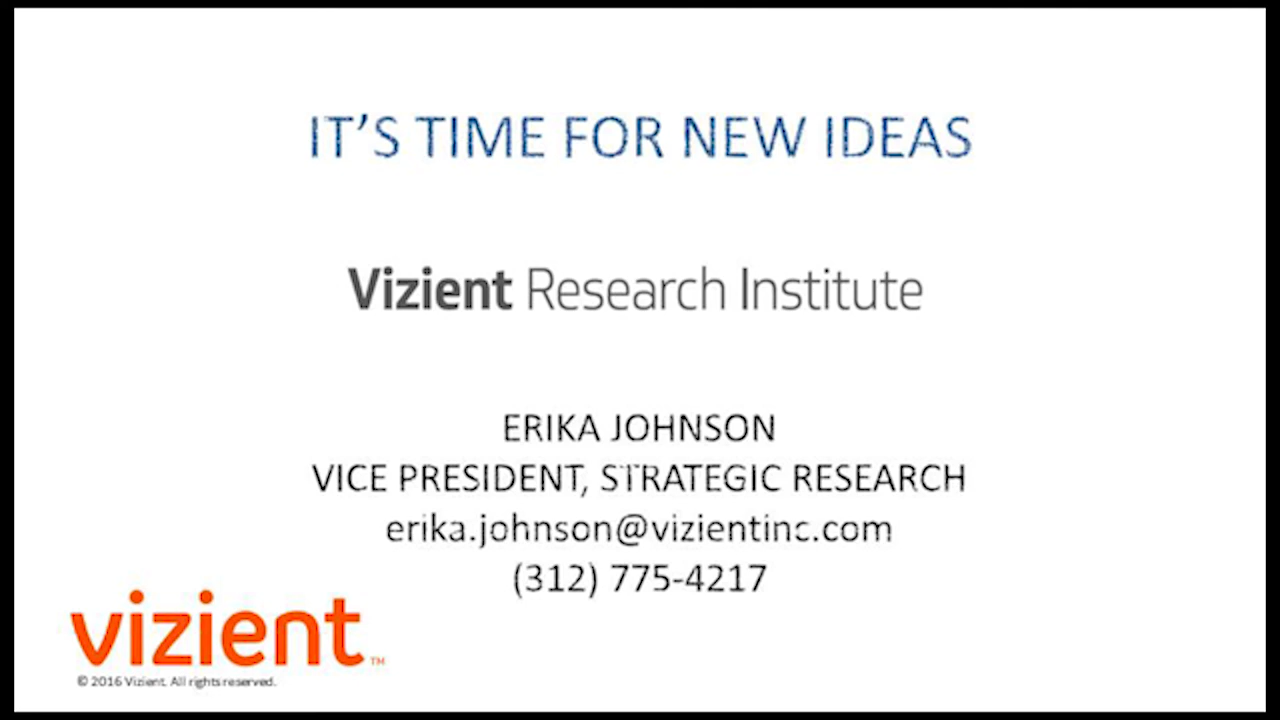 IT'S TIME FOR NEW IDEAS
Vizient Research Institute
ERIKA JOHNSON
VICE PRESIDENT, STRATEGIC RESEARCH
erika.johnson@vizientinc.com
(312) 775-4217
vizient™
© 2016 Vizient. All rights reserved.